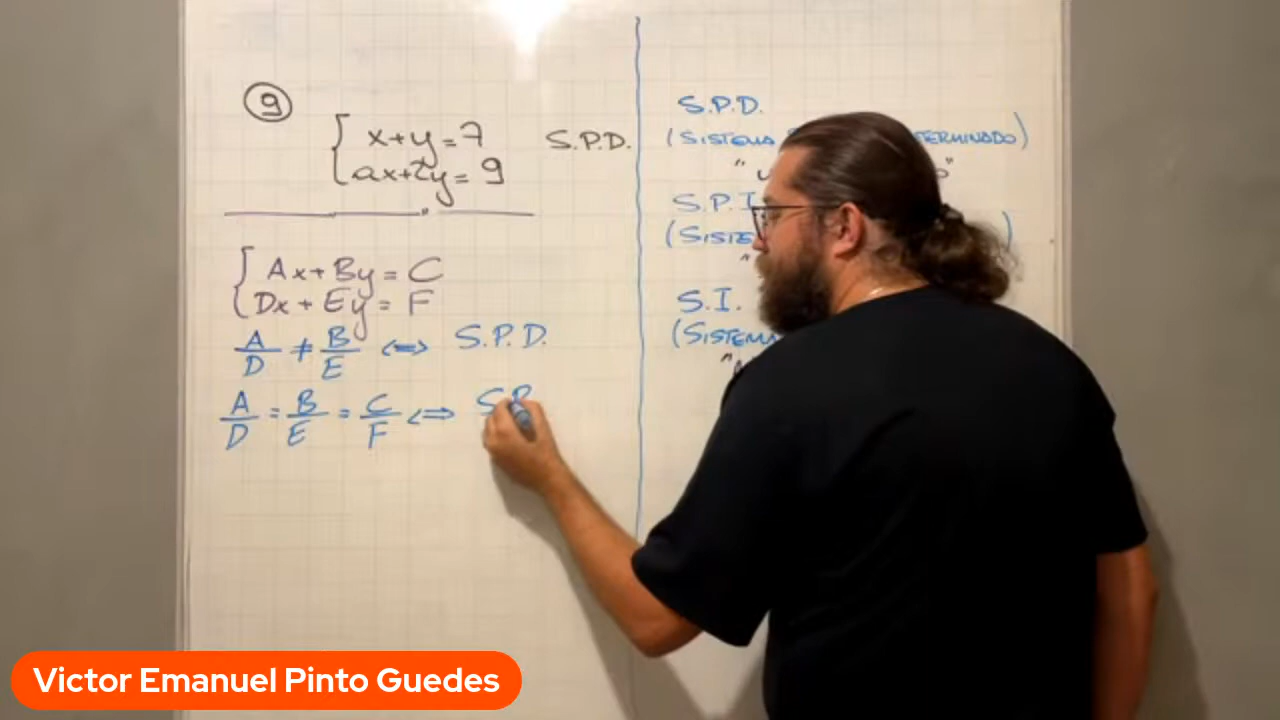 9
x+y=7 S.P.D.
ax+2y=9
Ax+By=C
Dx+Ey=F
A/D ≠ B/E ⇔ S.P.D.
A/D = B/E = C/F ⇔ S.P.
S.P.D.
(SISTEMA
S.P.I
(SISTE
S.I.
(SISTEMA
Victor Emanuel Pinto Guedes